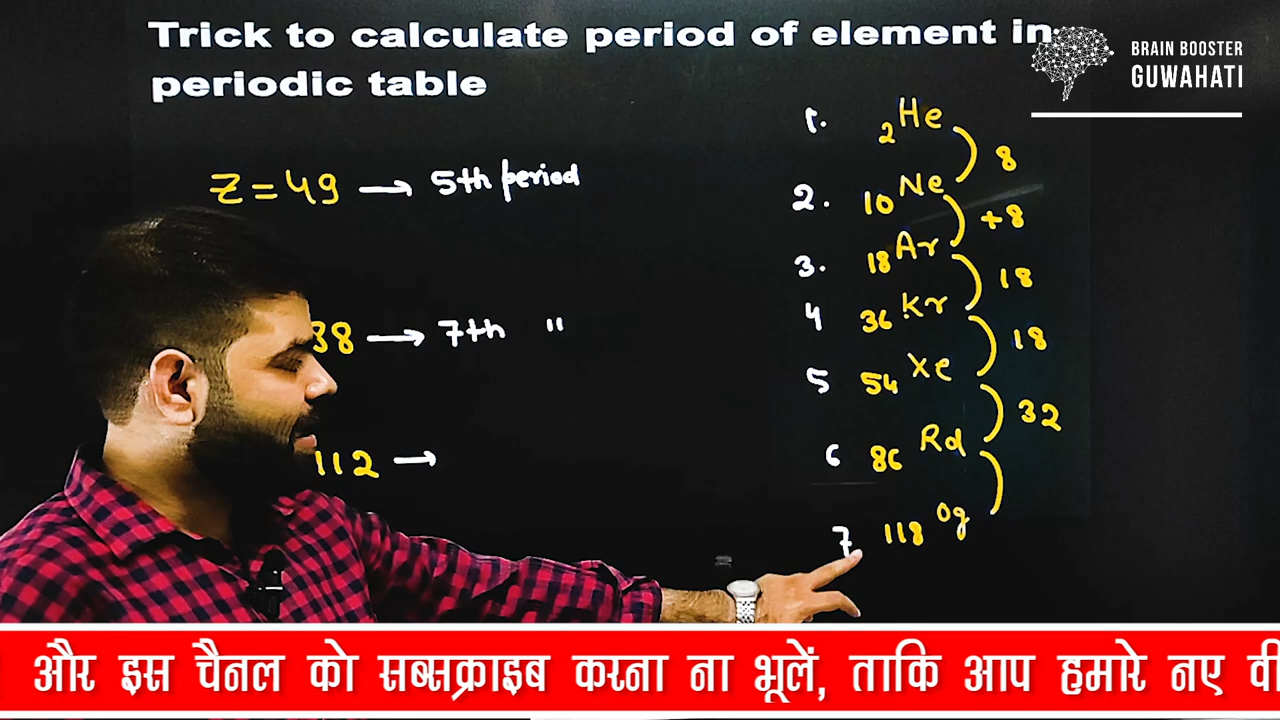 Trick to calculate period of element in
periodic table
BRAIN BOOSTER
GUWAHATI
Z = 49 → 5th period
38 → 7th "
112 →
1. 2He
8
2. 10Ne
+8
3. 18Ar
18
4 36Kr
18
5 54Xe
32
6 86Rd
7 118Og
और इस चैनल को सब्सक्राइब करना ना भूलें, ताकि आप हमारे नए वी